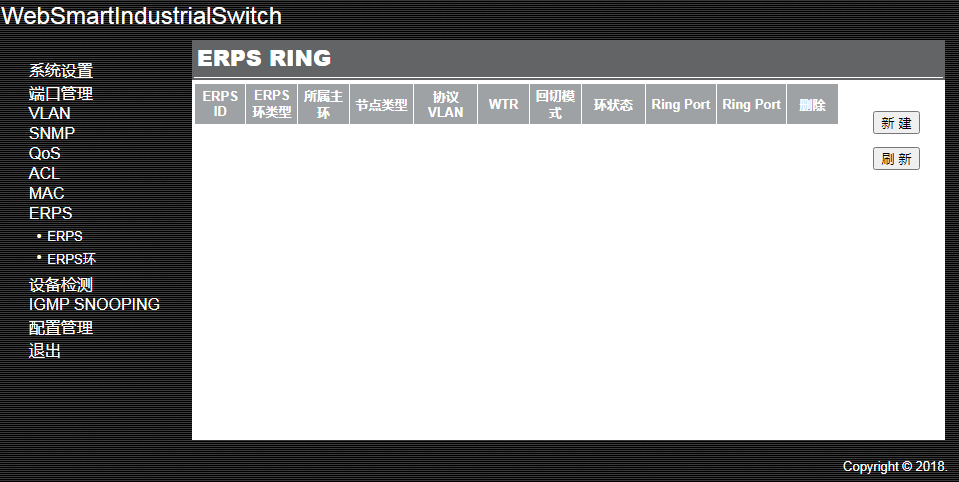 WebSmartIndustrialSwitch
系统设置
端口管理
VLAN
SNMP
QoS
ACL
MAC
ERPS
• ERPS
• ERPS环
设备检测
IGMP SNOOPING
配置管理
退出
ERPS RING
ERPS
ID
ERPS
环类型
所属主
环
节点类型
协议
VLAN
WTR
回切模
式
环状态
Ring Port
Ring Port
删除
新 建
刷 新
Copyright © 2018.